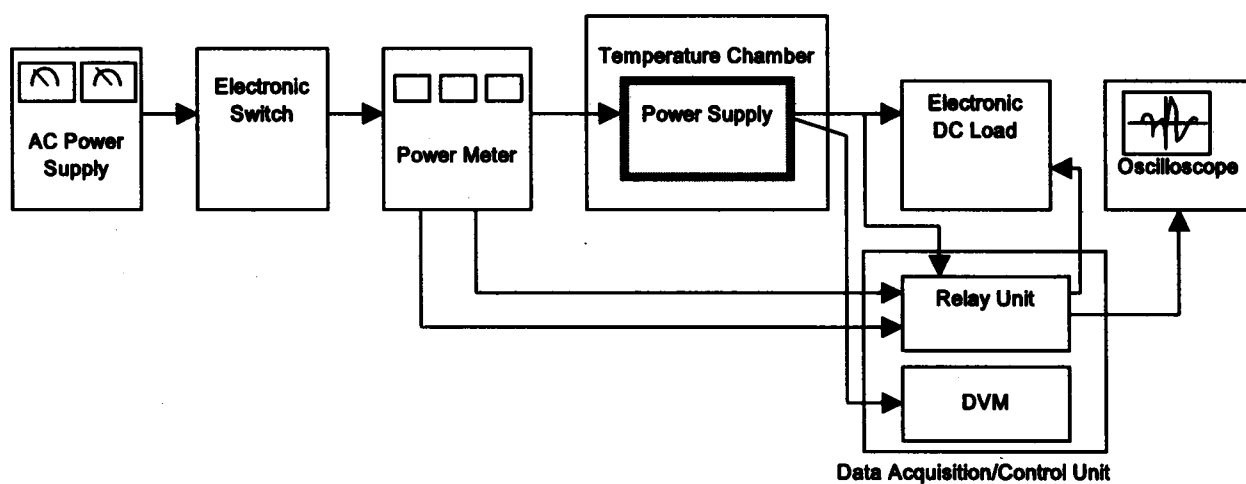 AC Power
Supply
Electronic
Switch
Power Meter
Temperature Chamber
Power Supply
Electronic
DC Load
Oscilloscope
Relay Unit
DVM
Data Acquisition/Control Unit